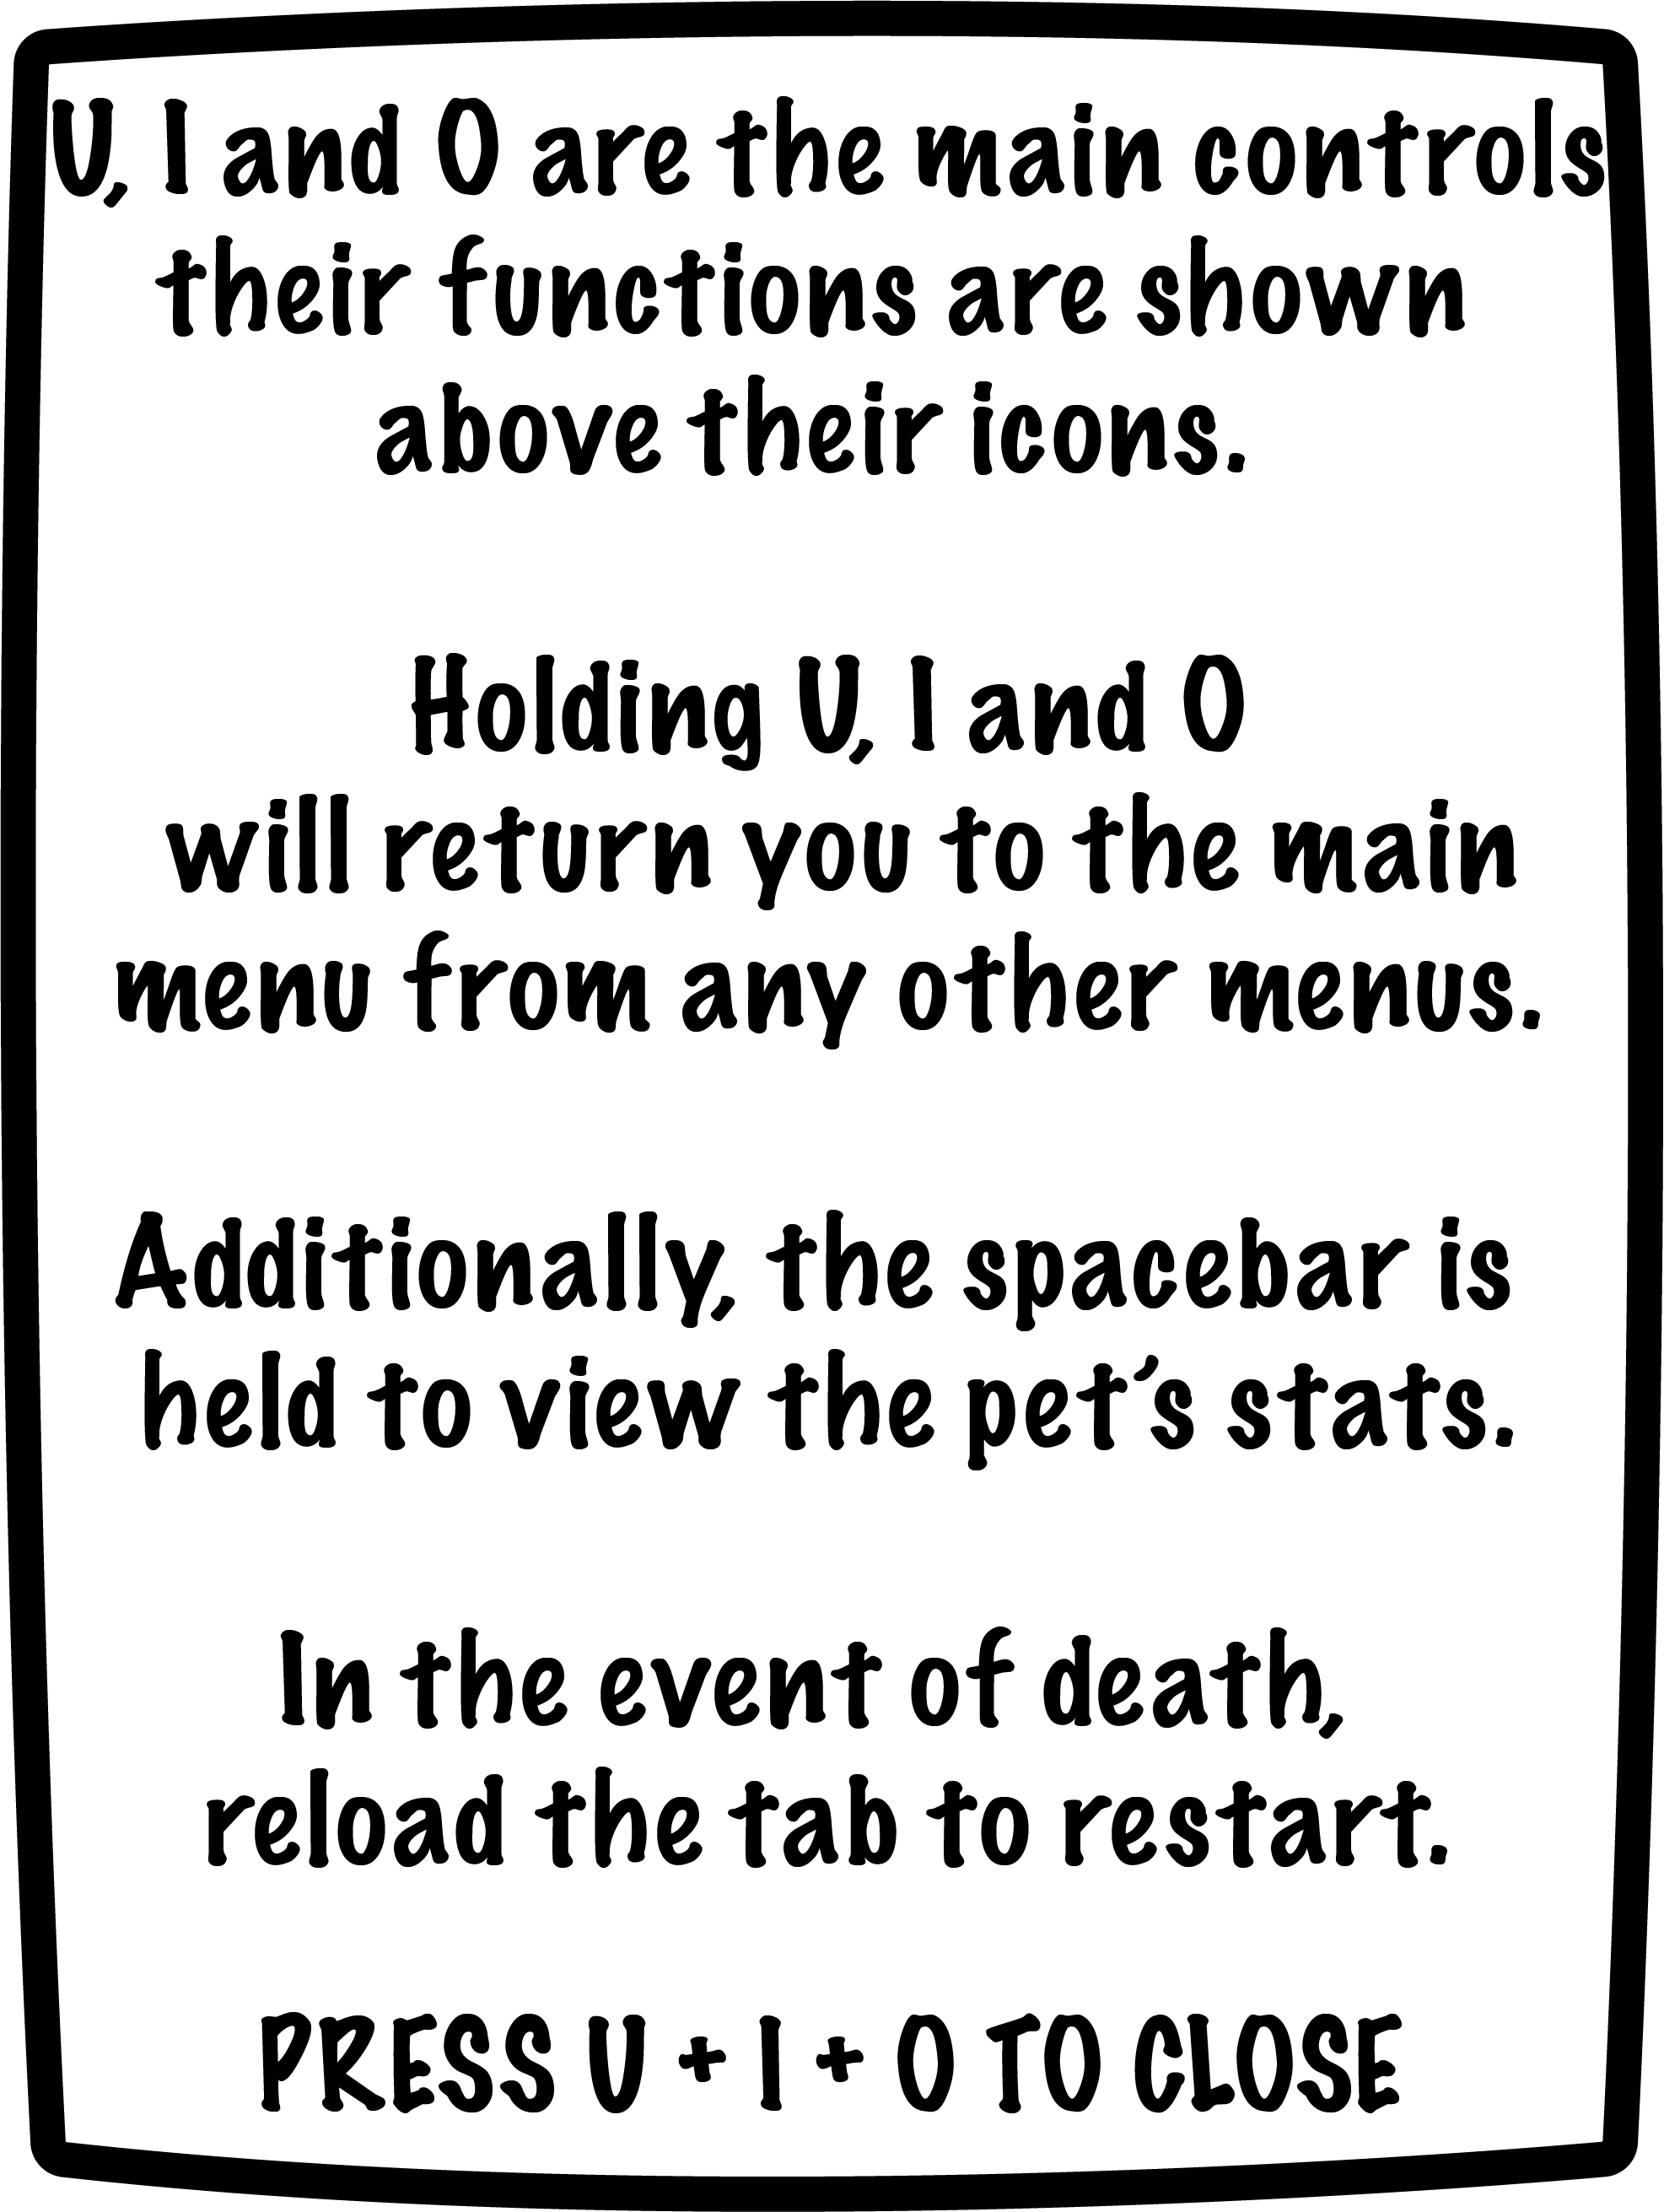 U, I and O are the main controls
their functions are shown
above their icons.
Holding U, I and O
will return you to the main
menu from any other menus.
Additionally, the spacebar is
held to view the pet's stats.
In the event of death,
reload the tab to restart.
PRESS U + I + O TO CLOSE